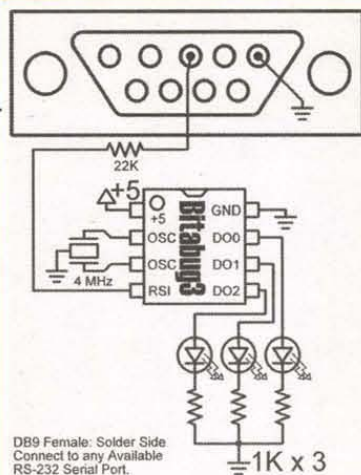 22K
+5
+5
OSC
OSC
RSI
Bitabug3
GND
DO0
DO1
DO2
4 MHz
DB9 Female: Solder Side
Connect to any Available
RS-232 Serial Port.
1K x 3